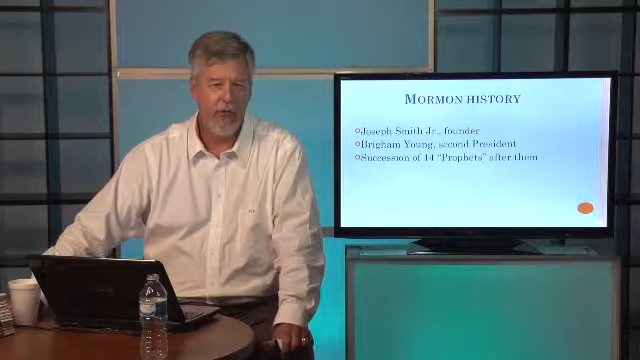 MORMON HISTORY
Joseph Smith Jr., founder
Brigham Young, second President
Succession of 14 "Prophets" after them